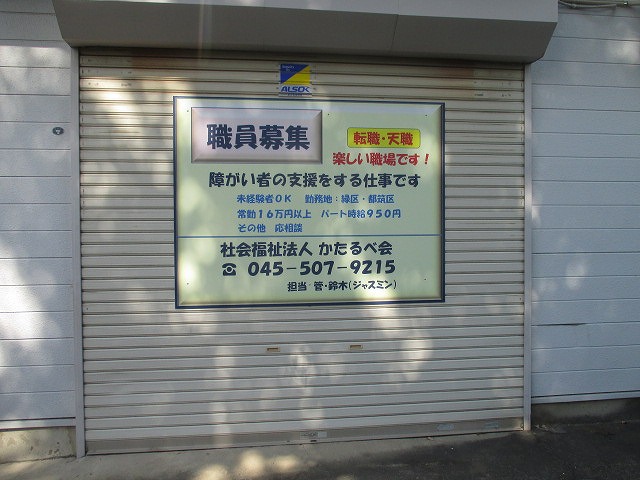 ALSOK
職員募集
転職・天職
楽しい職場です!
障がい者の支援をする仕事です
未経験者OK 勤務地:緑区・都筑区
常勤16万円以上 パート時給950円
その他 応相談
社会福祉法人 かたるべ会
☎ 045-507-9215
担当 菅・鈴木(ジャスミン)